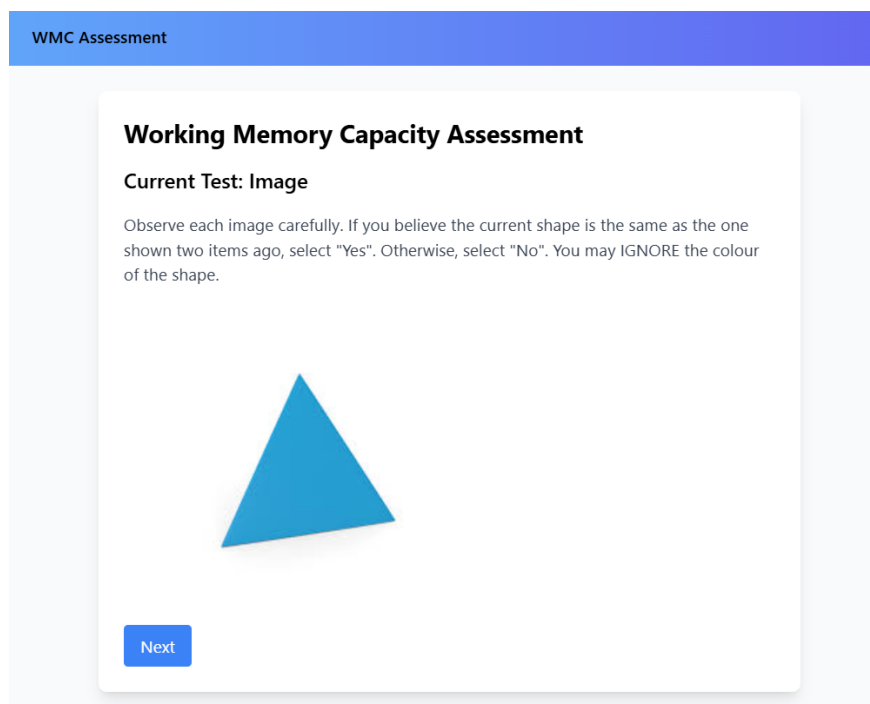 WMC Assessment
Working Memory Capacity Assessment
Current Test: Image
Observe each image carefully. If you believe the current shape is the same as the one
shown two items ago, select "Yes". Otherwise, select "No". You may IGNORE the colour
of the shape.
Next